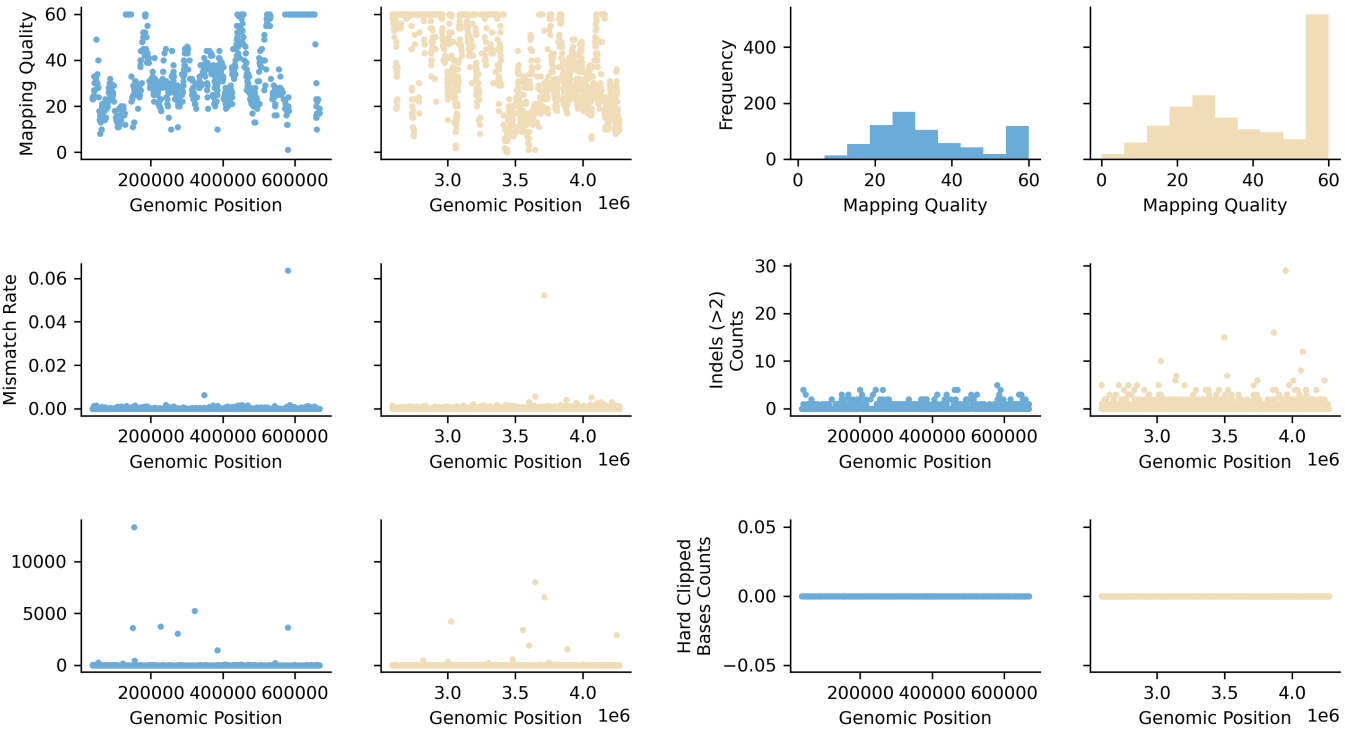 Mapping Quality
60
40
20
0
200000 400000 600000
Genomic Position
3.0 3.5 4.0
1e6
Genomic Position
Frequency
400
200
0
0 20 40 60
Mapping Quality
0 20 40 60
Mapping Quality
Mismatch Rate
0.06
0.04
0.02
0.00
200000 400000 600000
Genomic Position
3.0 3.5 4.0
1e6
Genomic Position
Indels (>2)
Counts
30
20
10
0
200000 400000 600000
Genomic Position
3.0 3.5 4.0
1e6
Genomic Position
10000
5000
0
200000 400000 600000
Genomic Position
3.0 3.5 4.0
1e6
Genomic Position
Hard Clipped
Bases Counts
0.05
0.00
−0.05
200000 400000 600000
Genomic Position
3.0 3.5 4.0
1e6
Genomic Position